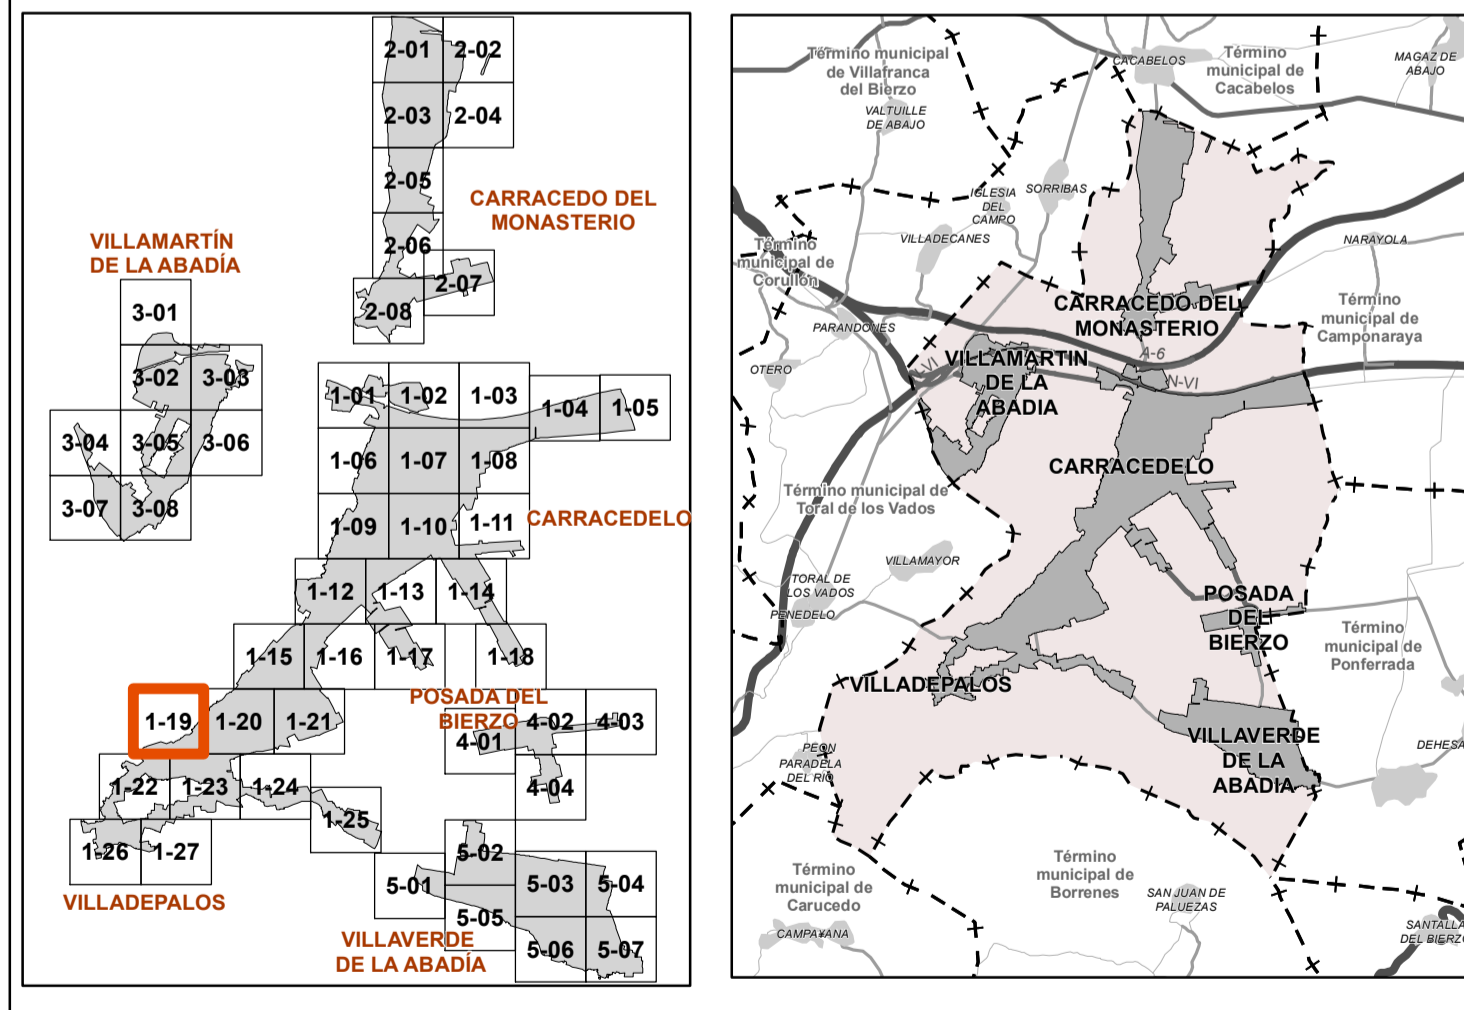 2-01
2-02
2-03
2-04
2-05
2-06
2-07
2-08
CARRACEDO DEL
MONASTERIO
VILLAMARTÍN
DE LA ABADÍA
3-01
3-02
3-03
3-04
3-05
3-06
3-07
3-08
1-01
1-02
1-03
1-04
1-05
1-06
1-07
1-08
1-09
1-10
1-11
CARRACEDELO
1-12
1-13
1-14
1-15
1-16
1-17
1-18
1-19
1-20
1-21
1-22
1-23
1-24
1-25
1-26
1-27
VILLADEPALOS
POSADA DEL
BIERZO
4-01
4-02
4-03
4-04
5-01
5-02
5-03
5-04
5-05
5-06
5-07
VILLAVERDE
DE LA ABADÍA
Término municipal
de Villafranca
del Bierzo
CACABELOS
Término
municipal de
Cacabelos
MAGAZ DE
ABAJO
VALTUILLE
DE ABAJO
IGLESIA
DEL
CAMPO
SORRIBAS
VILLADECANES
NARAYOLA
Término
municipal de
Corullón
CARRACEDO DEL
MONASTERIO
Término
municipal de
Camponaraya
PARANDONES
A-6
OTERO
VILLAMARTIN
DE LA
ABADIA
N-VI
CARRACEDELO
Término municipal de
Toral de los Vados
VILLAMAYOR
TORAL DE
LOS VADOS
PENEDELO
POSADA
DEL
BIERZO
Término
municipal de
Ponferrada
VILLADEPALOS
VILLAVERDE
DE LA
ABADIA
PEON
PARADELA
DEL RÍO
DEHESA
Término
municipal de
Carucedo
Término
municipal de
Borrenes
SAN JUAN DE
PALUEZAS
CAMPA¥ANA
SANTALLA
DEL BIERZO